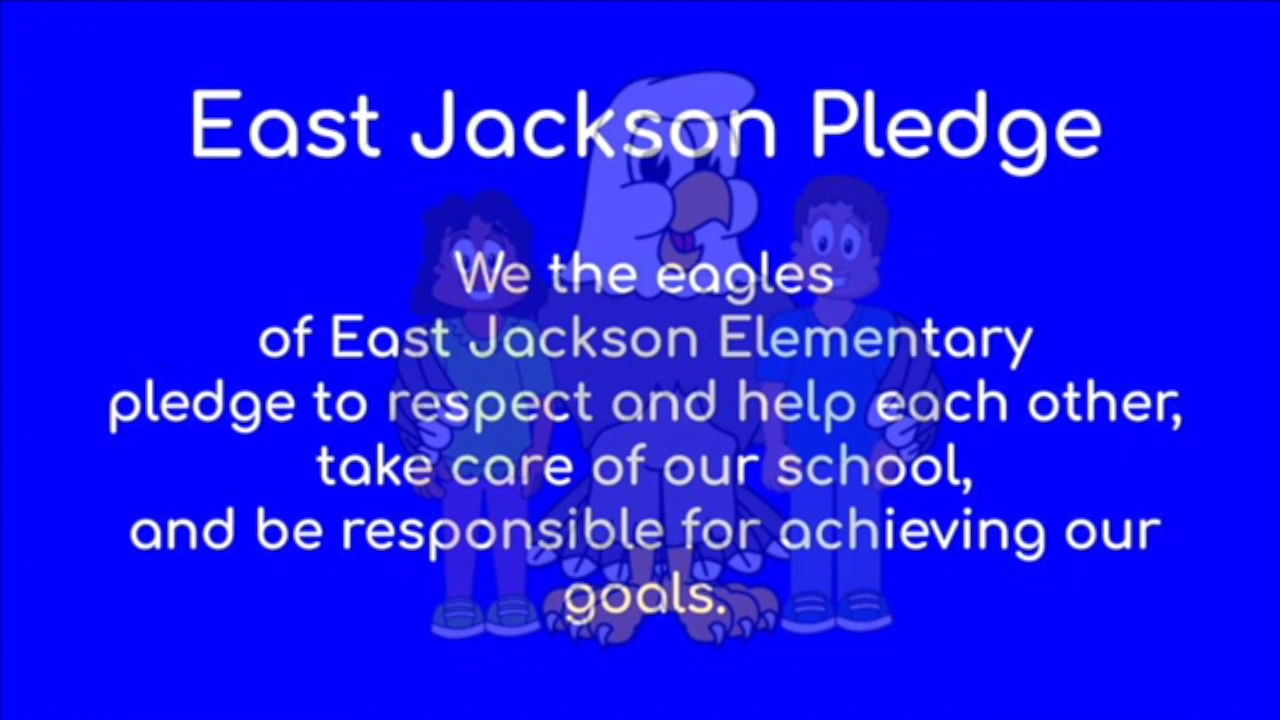 East Jackson Pledge
We the eagles
of East Jackson Elementary
pledge to respect and help each other,
take care of our school,
and be responsible for achieving our
goals.